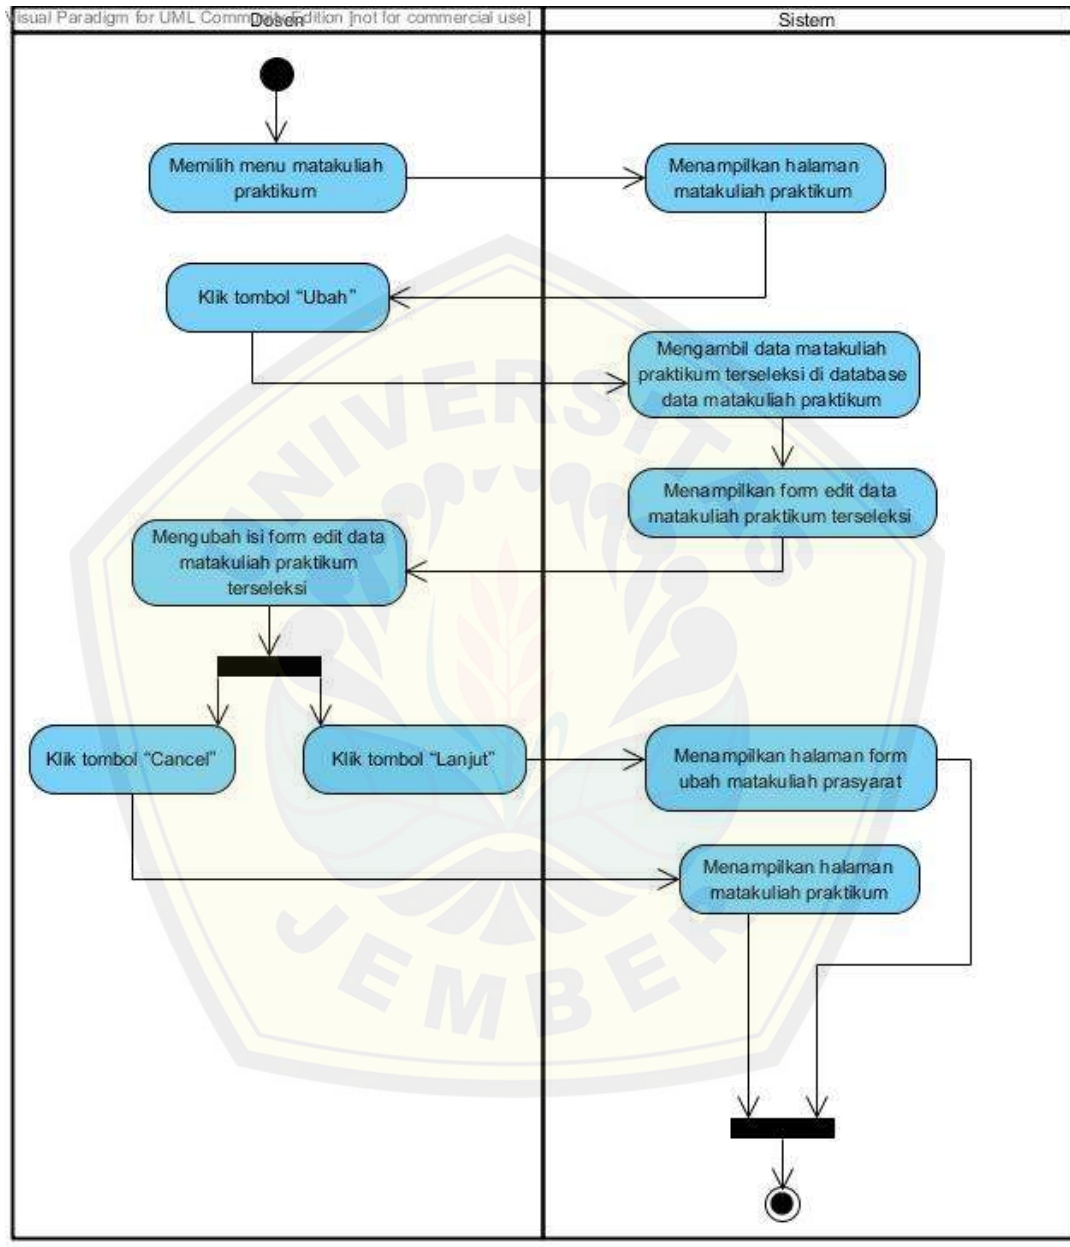 Visual Paradigm for UML Community Edition [not for commercial use]
Dosen
Sistem
Memilih menu matakuliah
praktikum
Menampilkan halaman
matakuliah praktikum
Klik tombol “Ubah”
Mengambil data matakuliah
praktikum terseleksi di database
data matakuliah praktikum
Menampilkan form edit data
matakuliah praktikum terseleksi
Mengubah isi form edit data
matakuliah praktikum
terseleksi
Klik tombol “Cancel”
Klik tombol “Lanjut”
Menampilkan halaman form
ubah matakuliah prasyarat
Menampilkan halaman
matakuliah praktikum
UNIVERSITAS
JEMBER